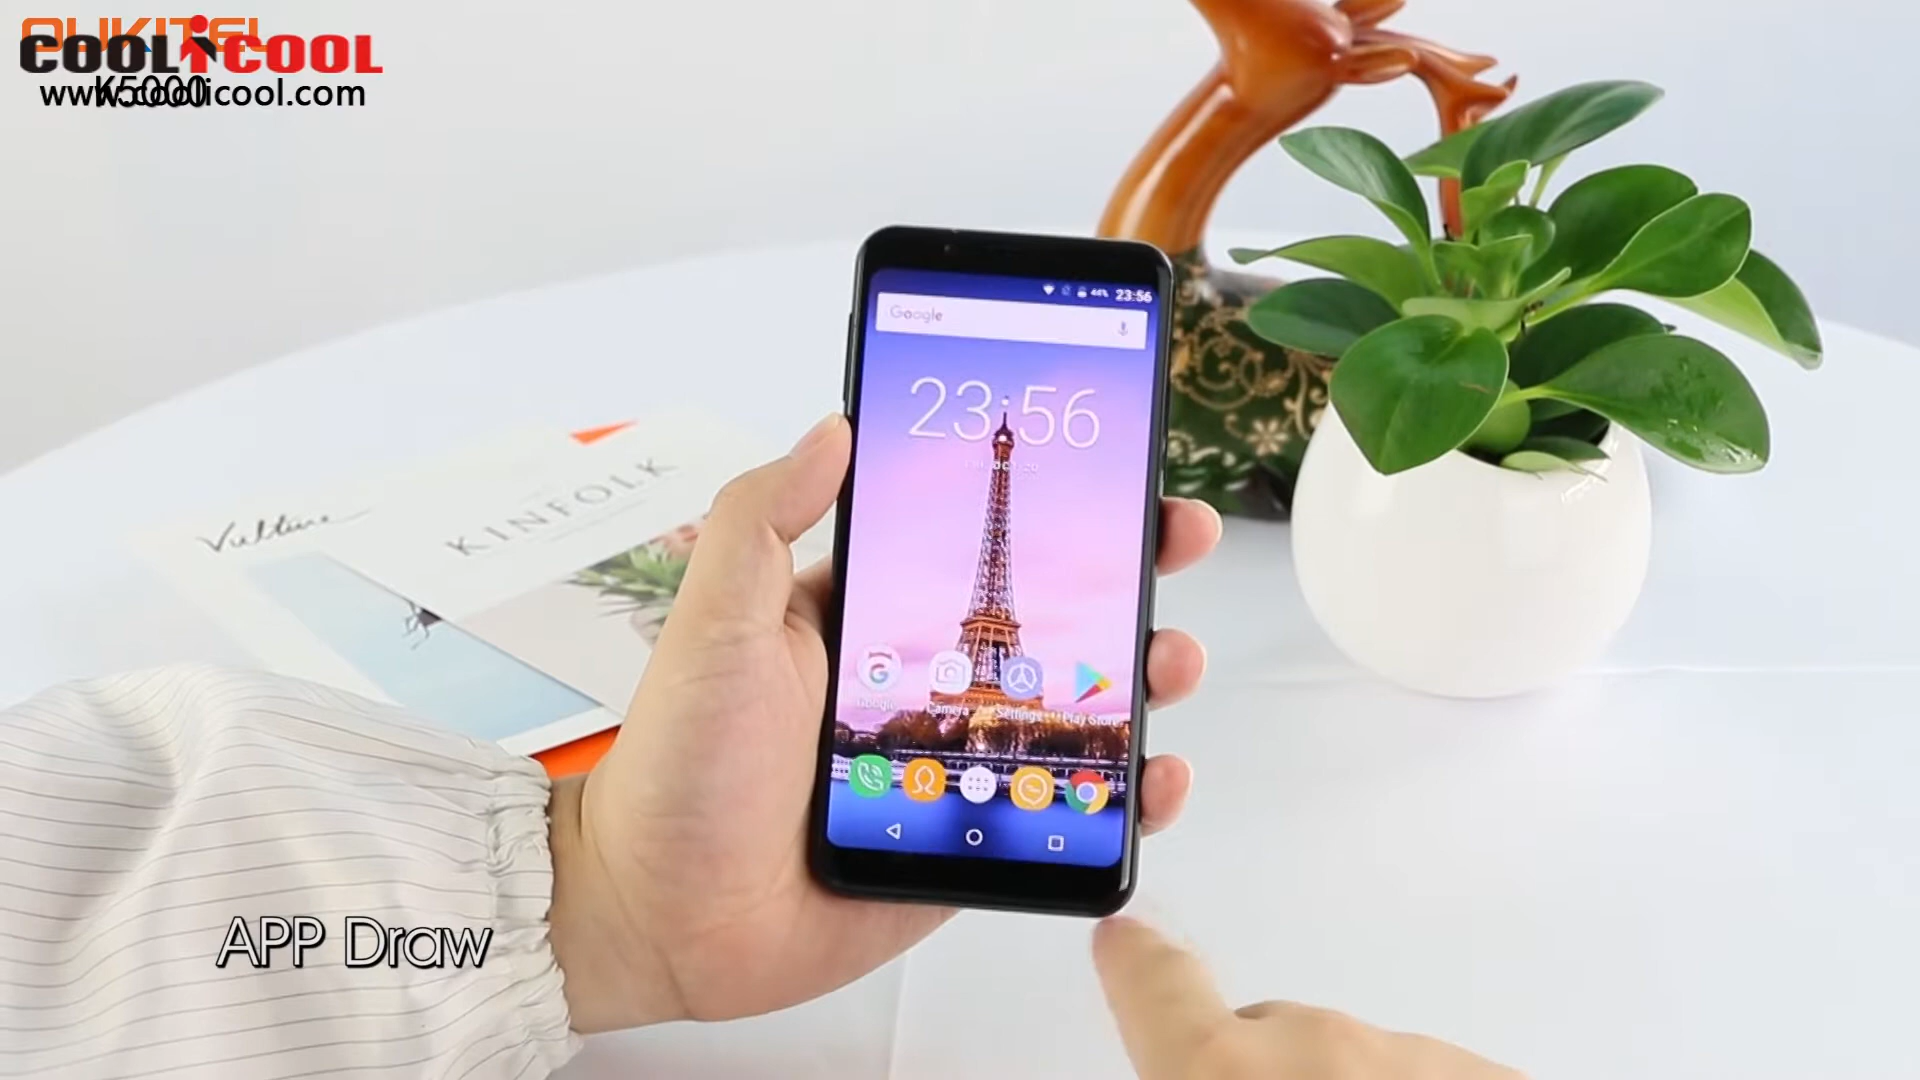 OUKITEL
COOLICOOL
K5000
www.coolicool.com
44% 23:56
Google
23:56
Vulture
KINFOLK
Google Camera Settings Play Store
APP Draw